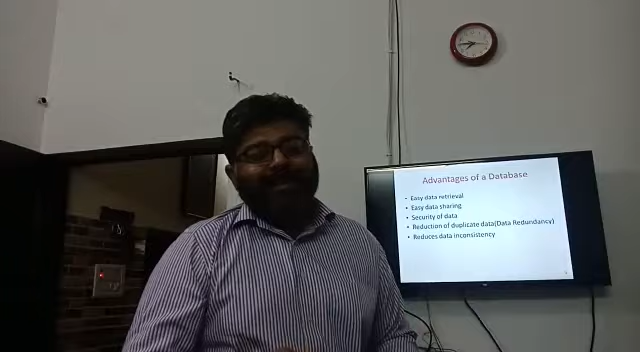 Advantages of a Database
• Easy data retrieval
• Easy data sharing
• Security of data
• Reduction of duplicate data(Data Redundancy)
• Reduces data inconsistency